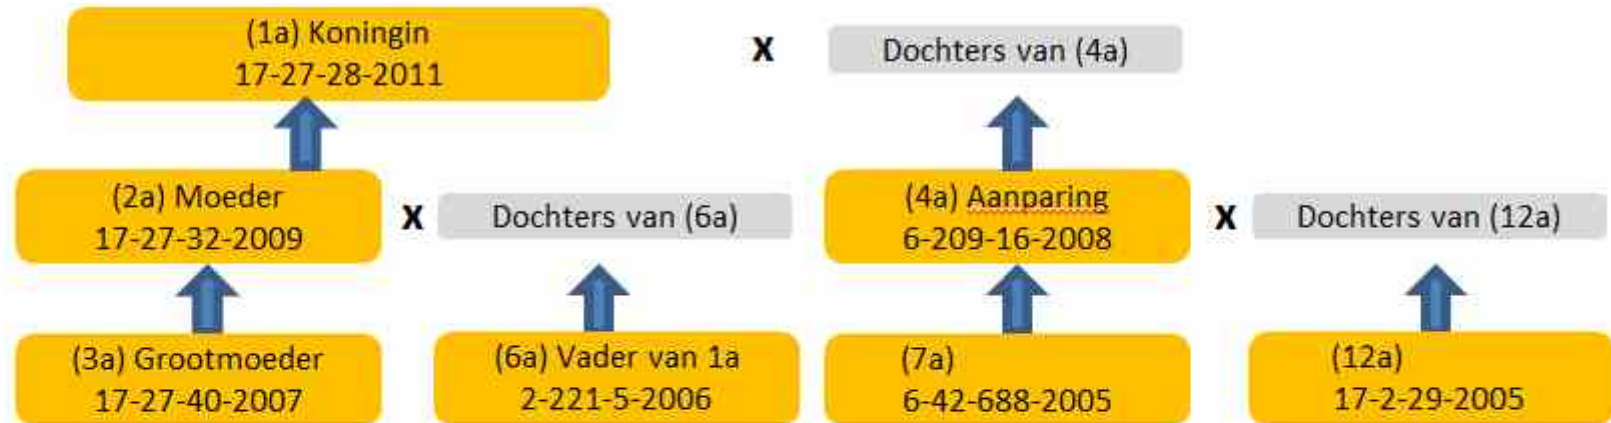 (1a) Koningin
17-27-28-2011
X
Dochters van (4a)
(2a) Moeder
17-27-32-2009
X
Dochters van (6a)
(4a) Aanparing
6-209-16-2008
X
Dochters van (12a)
(3a) Grootmoeder
17-27-40-2007
(6a) Vader van 1a
2-221-5-2006
(7a)
6-42-688-2005
(12a)
17-2-29-2005